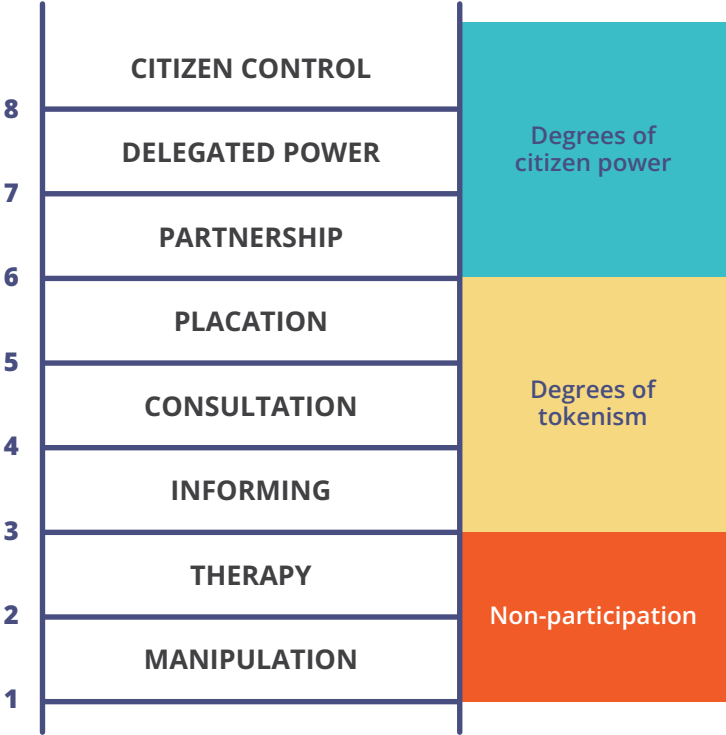 CITIZEN CONTROL
8
DELEGATED POWER
Degrees of
citizen power
7
PARTNERSHIP
6
PLACATION
5
CONSULTATION
Degrees of
tokenism
4
INFORMING
3
THERAPY
2
Non-participation
MANIPULATION
1